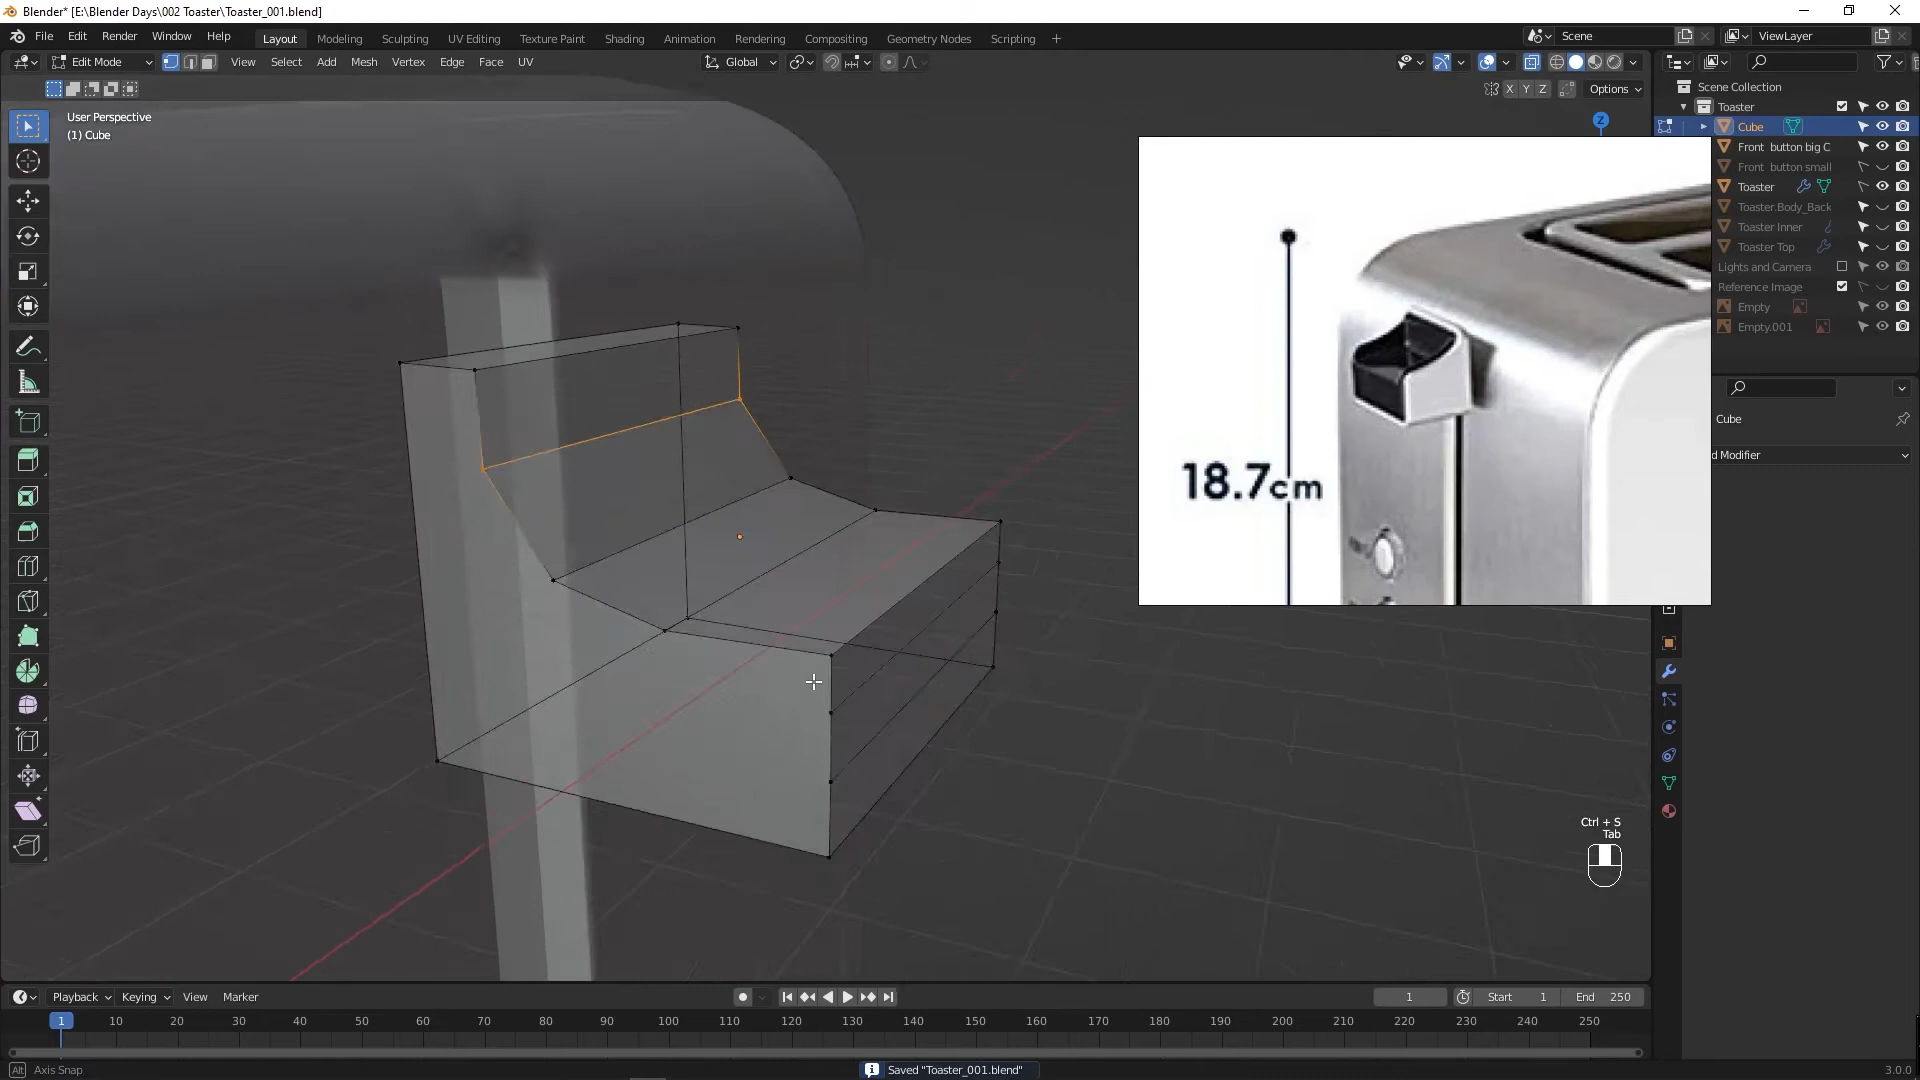 Blender* [E:\Blender Days\002 Toaster\Toaster_001.blend]
File Edit Render Window Help Layout Modeling Sculpting UV Editing Texture Paint Shading Animation Rendering Compositing Geometry Nodes Scripting + Scene ViewLayer
Edit Mode View Select Add Mesh Vertex Edge Face UV Global
X Y Z Options
User Perspective
(1) Cube
Z
Scene Collection
Toaster
Cube
Front button big C
Front button small
Toaster
Toaster.Body_Back
Toaster Inner
Toaster Top
Lights and Camera
Reference Image
Empty
Empty.001
Cube
d Modifier
18.7cm
Ctrl + S
Tab
Playback Keying View Marker 1 Start 1 End 250
1 10 20 30 40 50 60 70 80 90 100 110 120 130 140 150 160 170 180 190 200 210 220 230 240 250
Alt Axis Snap Saved "Toaster_001.blend" 3.0.0